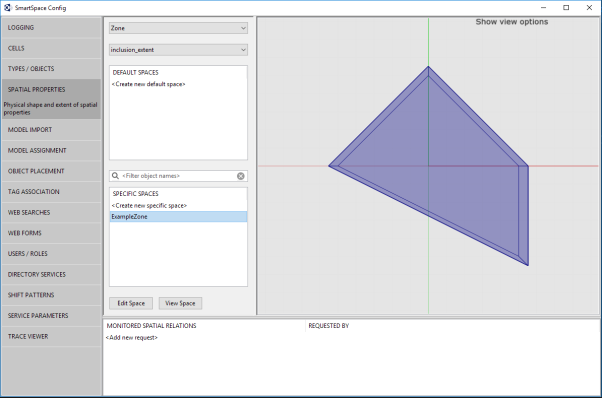 SmartSpace Config
LOGGING
CELLS
TYPES / OBJECTS
SPATIAL PROPERTIES
Physical shape and extent of spatial
properties
MODEL IMPORT
MODEL ASSIGNMENT
OBJECT PLACEMENT
TAG ASSOCIATION
WEB SEARCHES
WEB FORMS
USERS / ROLES
DIRECTORY SERVICES
SHIFT PATTERNS
SERVICE PARAMETERS
TRACE VIEWER
Zone
inclusion_extent
DEFAULT SPACES
<Create new default space>
<Filter object names>
SPECIFIC SPACES
<Create new specific space>
ExampleZone
Edit Space
View Space
Show view options
MONITORED SPATIAL RELATIONS
REQUESTED BY
<Add new request>